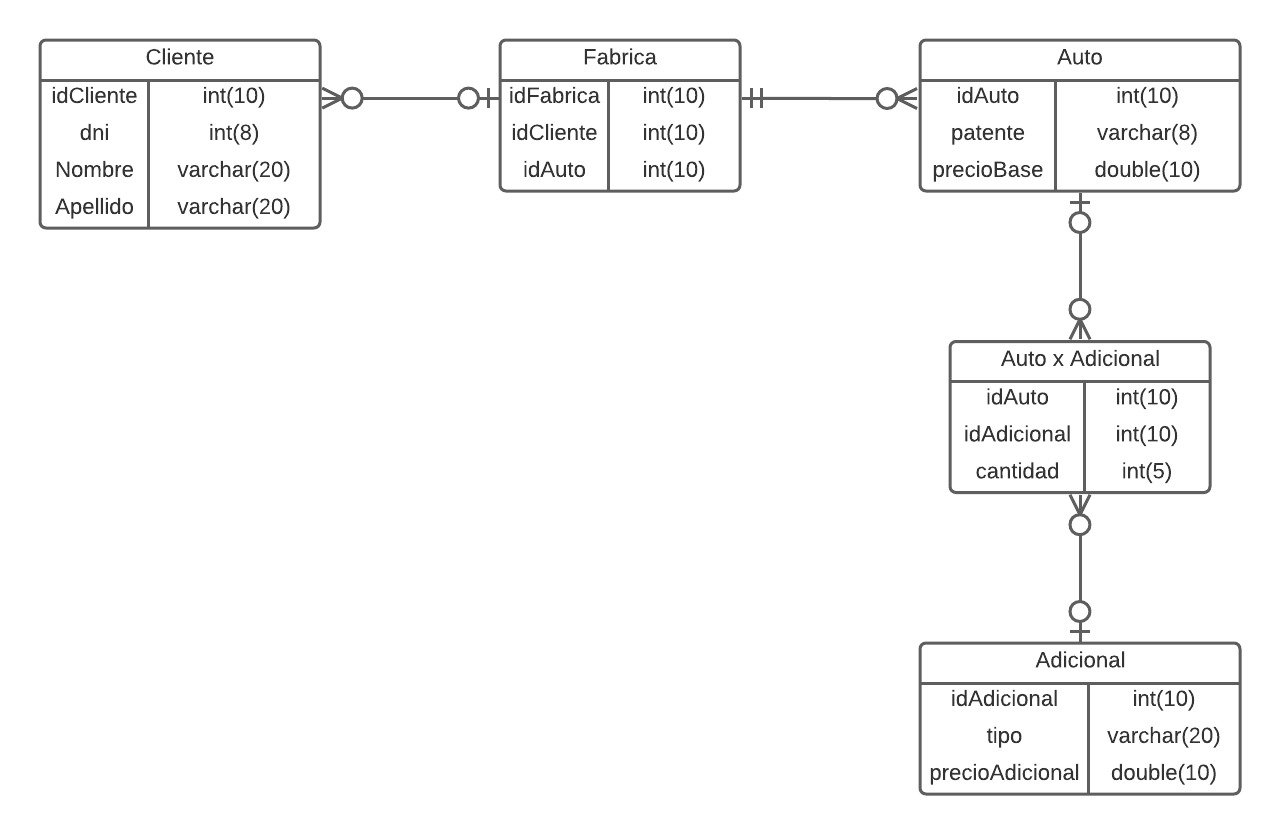 Cliente
idCliente int(10)
dni int(8)
Nombre varchar(20)
Apellido varchar(20)
Fabrica
idFabrica int(10)
idCliente int(10)
idAuto int(10)
Auto
idAuto int(10)
patente varchar(8)
precioBase double(10)
Auto x Adicional
idAuto int(10)
idAdicional int(10)
cantidad int(5)
Adicional
idAdicional int(10)
tipo varchar(20)
precioAdicional double(10)